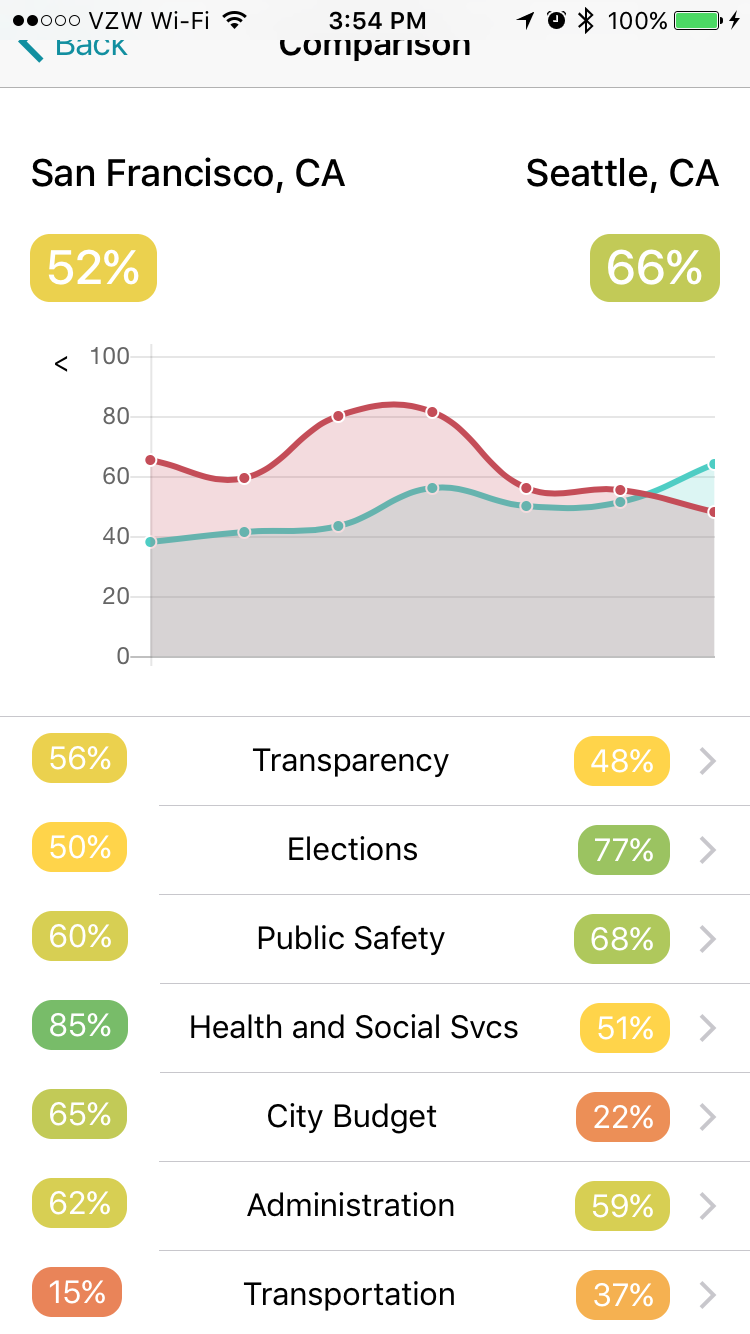 VZW Wi-Fi 3:54 PM 100%
Back Comparison
San Francisco, CA Seattle, CA
52% 66%
< 100
80
60
40
20
0
56% Transparency 48%
50% Elections 77%
60% Public Safety 68%
85% Health and Social Svcs 51%
65% City Budget 22%
62% Administration 59%
15% Transportation 37%